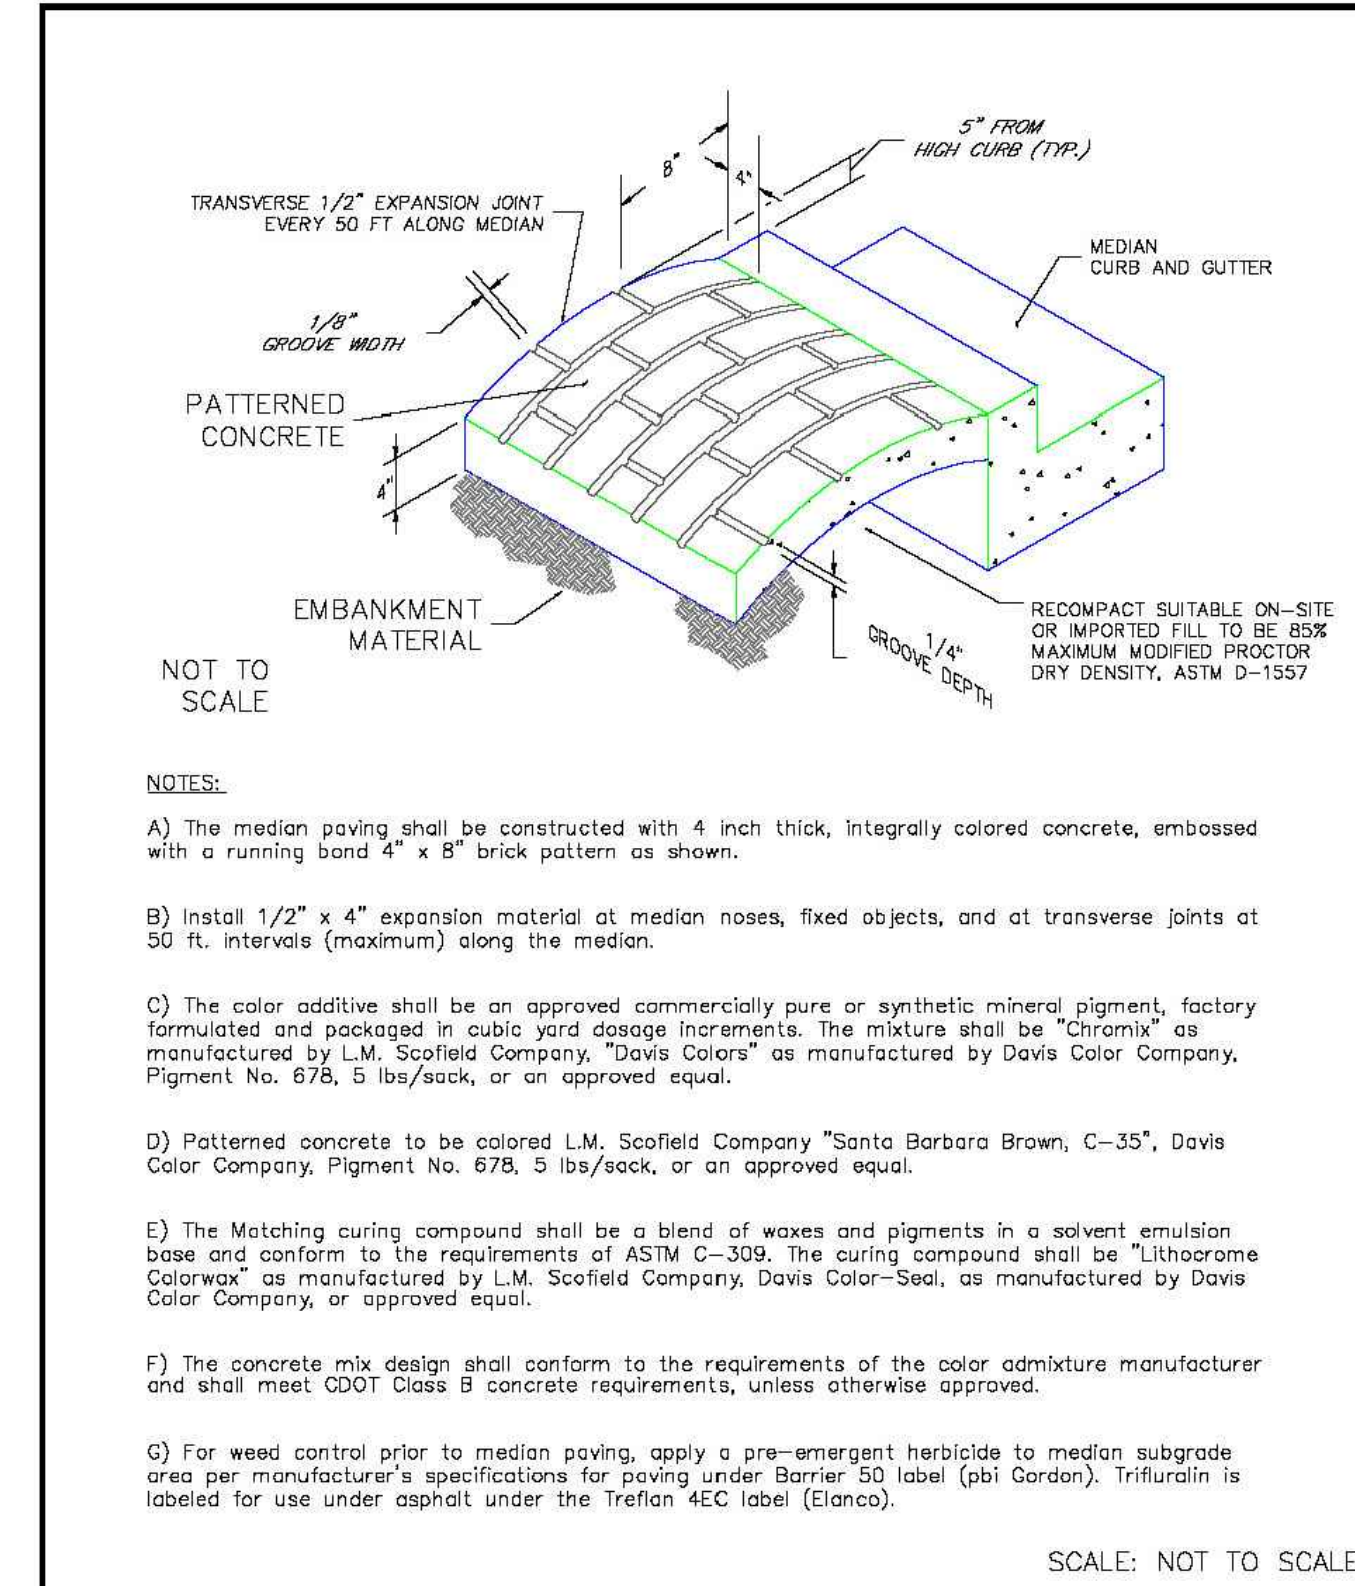 5" FROM
HIGH CURB (TYP.)
8"
4"
TRANSVERSE 1/2" EXPANSION JOINT
EVERY 50 FT ALONG MEDIAN
MEDIAN
CURB AND GUTTER
1/8"
GROOVE WIDTH
PATTERNED
CONCRETE
4"
EMBANKMENT
MATERIAL
NOT TO
SCALE
1/4"
GROOVE DEPTH
RECOMPACT SUITABLE ON-SITE
OR IMPORTED FILL TO BE 85%
MAXIMUM MODIFIED PROCTOR
DRY DENSITY, ASTM D-1557
NOTES:
A) The median paving shall be constructed with 4 inch thick, integrally colored concrete, embossed
with a running bond 4" x 8" brick pattern as shown.
B) Install 1/2" x 4" expansion material at median noses, fixed objects, and at transverse joints at
50 ft. intervals (maximum) along the median.
C) The color additive shall be an approved commercially pure or synthetic mineral pigment, factory
formulated and packaged in cubic yard dosage increments. The mixture shall be "Chromix" as
manufactured by L.M. Scofield Company, "Davis Colors" as manufactured by Davis Color Company,
Pigment No. 678, 5 lbs/sack, or an approved equal.
D) Patterned concrete to be colored L.M. Scofield Company "Santa Barbara Brown, C-35", Davis
Color Company, Pigment No. 678, 5 lbs/sack, or an approved equal.
E) The Matching curing compound shall be a blend of waxes and pigments in a solvent emulsion
base and conform to the requirements of ASTM C-309. The curing compound shall be "Lithocrome
Colorwax" as manufactured by L.M. Scofield Company, Davis Color-Seal, as manufactured by Davis
Color Company, or approved equal.
F) The concrete mix design shall conform to the requirements of the color admixture manufacturer
and shall meet CDOT Class B concrete requirements, unless otherwise approved.
G) For weed control prior to median paving, apply a pre-emergent herbicide to median subgrade
area per manufacturer's specifications for paving under Barrier 50 label (pbi Gordon). Trifluralin is
labeled for use under asphalt under the Treflan 4EC label (Elanco).
SCALE: NOT TO SCALE